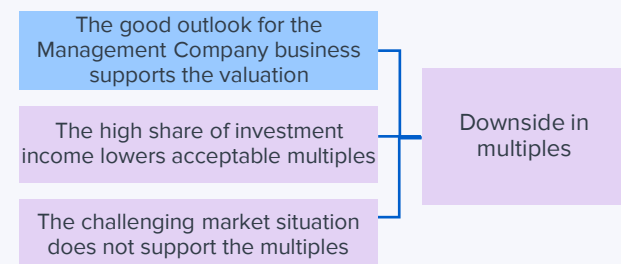 The good outlook for the
Management Company business
supports the valuation
The high share of investment
income lowers acceptable multiples
The challenging market situation
does not support the multiples
Downside in
multiples